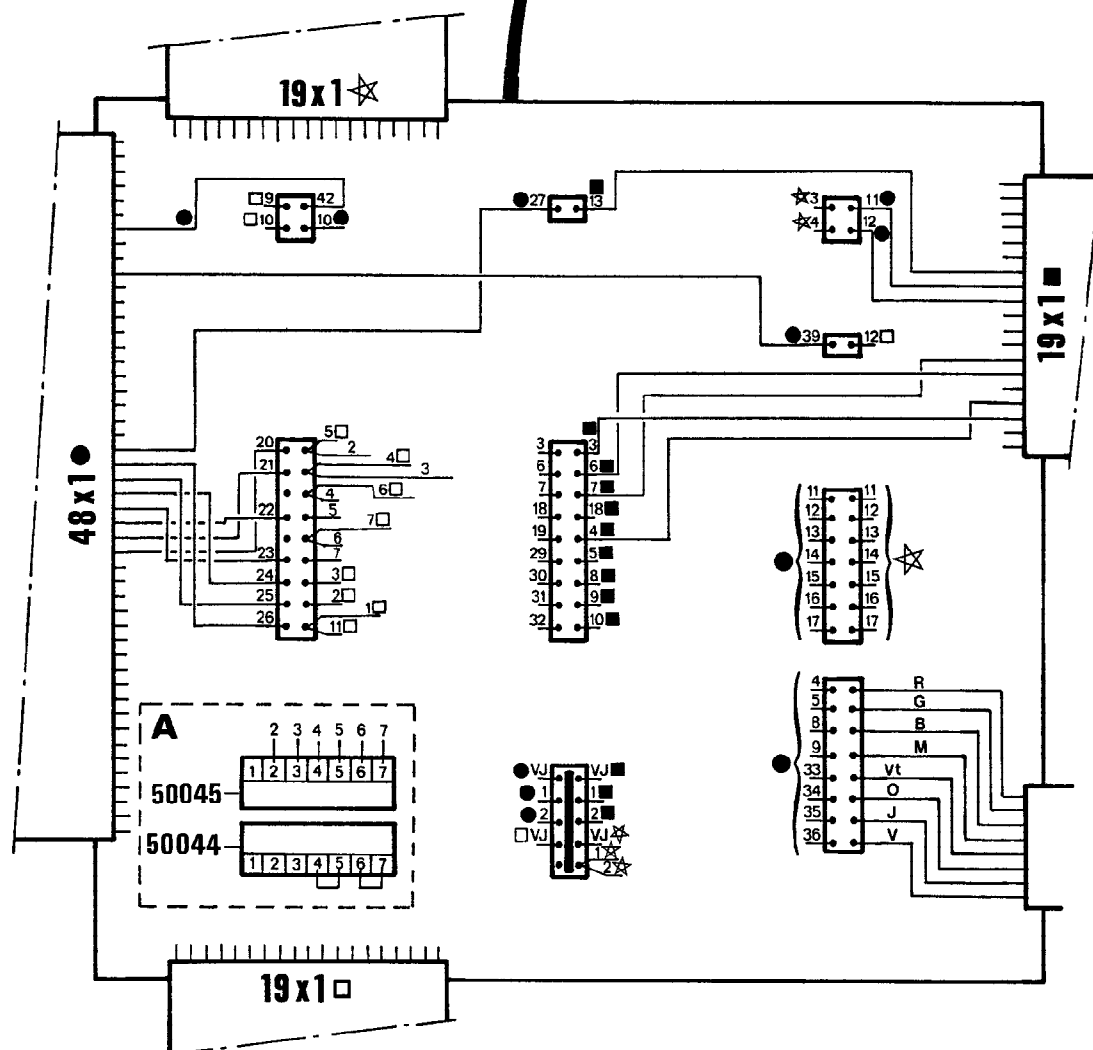 19x1 ☆
□ 9 42
□ 10 10 ●
● 27 13 ■
☆ 3 11 ●
☆ 4 12 ●
19x1 ■
● 39 12 □
48x1 ●
20 5 □
2
21 4 □
3
6 □
4
22 5
7 □
6
23 7
24 3 □
25 2 □
1 □
26 11 □
■
3 3
6 6 ■
7 7 ■
18 18 ■
19 4 ■
29 5 ■
30 8 ■
31 9 ■
32 10 ■
11 11
12 12
13 13
● 14 14 ☆
15 15
16 16
17 17
4 R
5 G
8 B
9 M
●
33 Vt
34 O
35 J
36 V
A
2 3 4 5 6 7
1 2 3 4 5 6 7
50045
50044
1 2 3 4 5 6 7
● VJ VJ ■
● 1 1 ■
● 2 2 ■
□ VJ VJ ☆
1 ☆
2 ☆
19x1 □